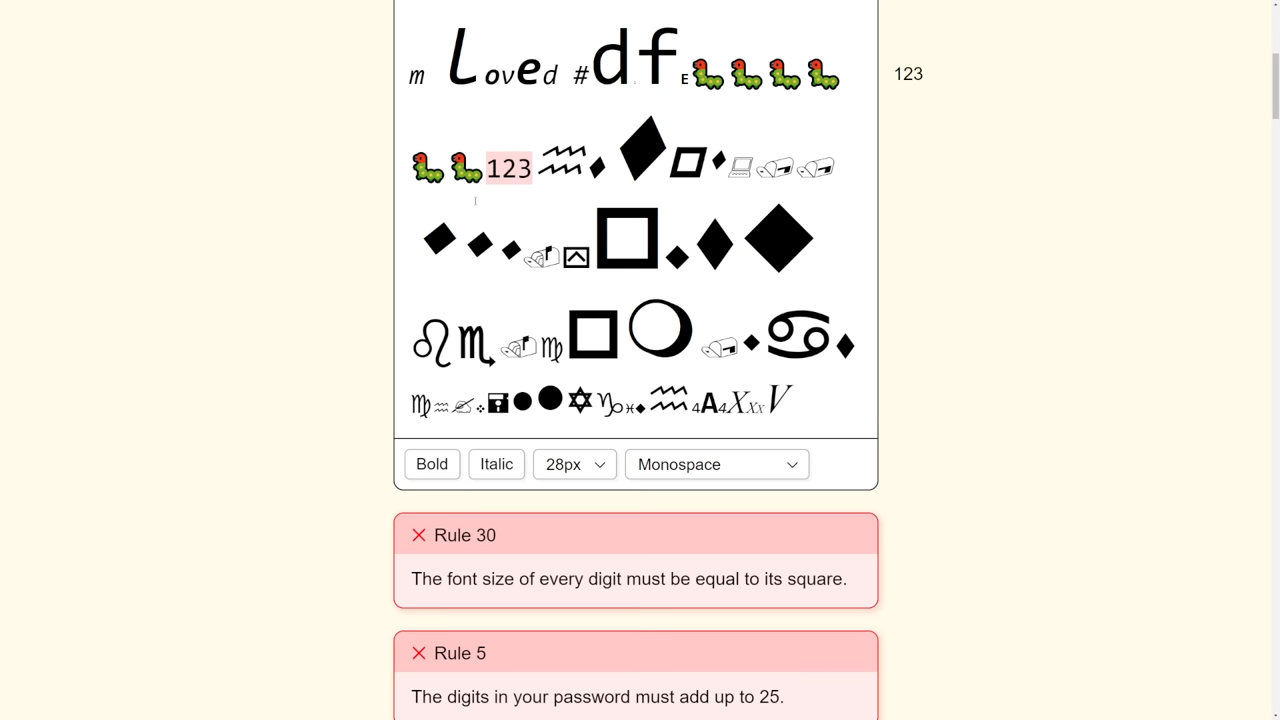 m Loved #df E🐛🐛🐛🐛
123
🐛🐛123♒⬧⬧❑⬧💻📪📪
⬥⬥⬥📬⍓❑⬥⬧◆
♌♏📬♍□❍📪⬥♋⬧
♍♒✍❖🖬●●✡♑♓⬥♒4A4XXxV
Bold Italic 28px Monospace
× Rule 30
The font size of every digit must be equal to its square.
× Rule 5
The digits in your password must add up to 25.